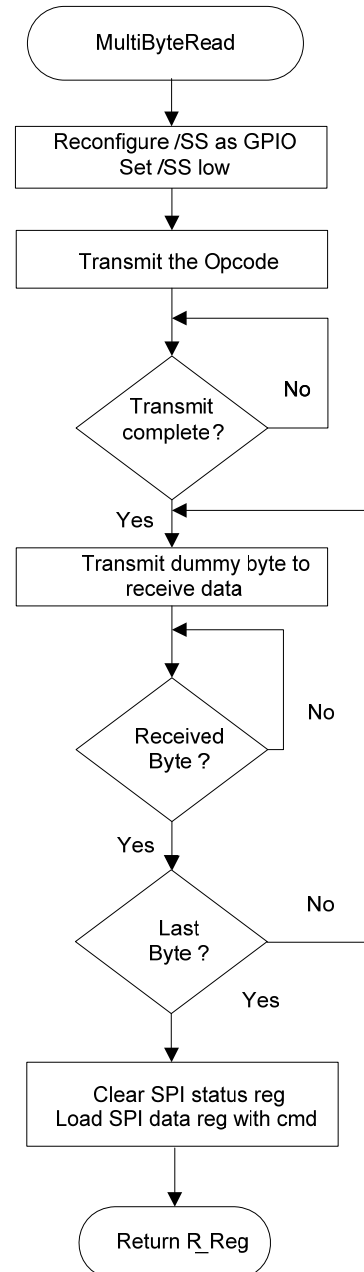 MultiByteRead
Reconfigure /SS as GPIO
Set /SS low
Transmit the Opcode
No
Transmit
complete?
Yes
Transmit dummy byte to
receive data
No
Received
Byte ?
Yes
No
Last
Byte ?
Yes
Clear SPI status reg
Load SPI data reg with cmd
Return R_Reg